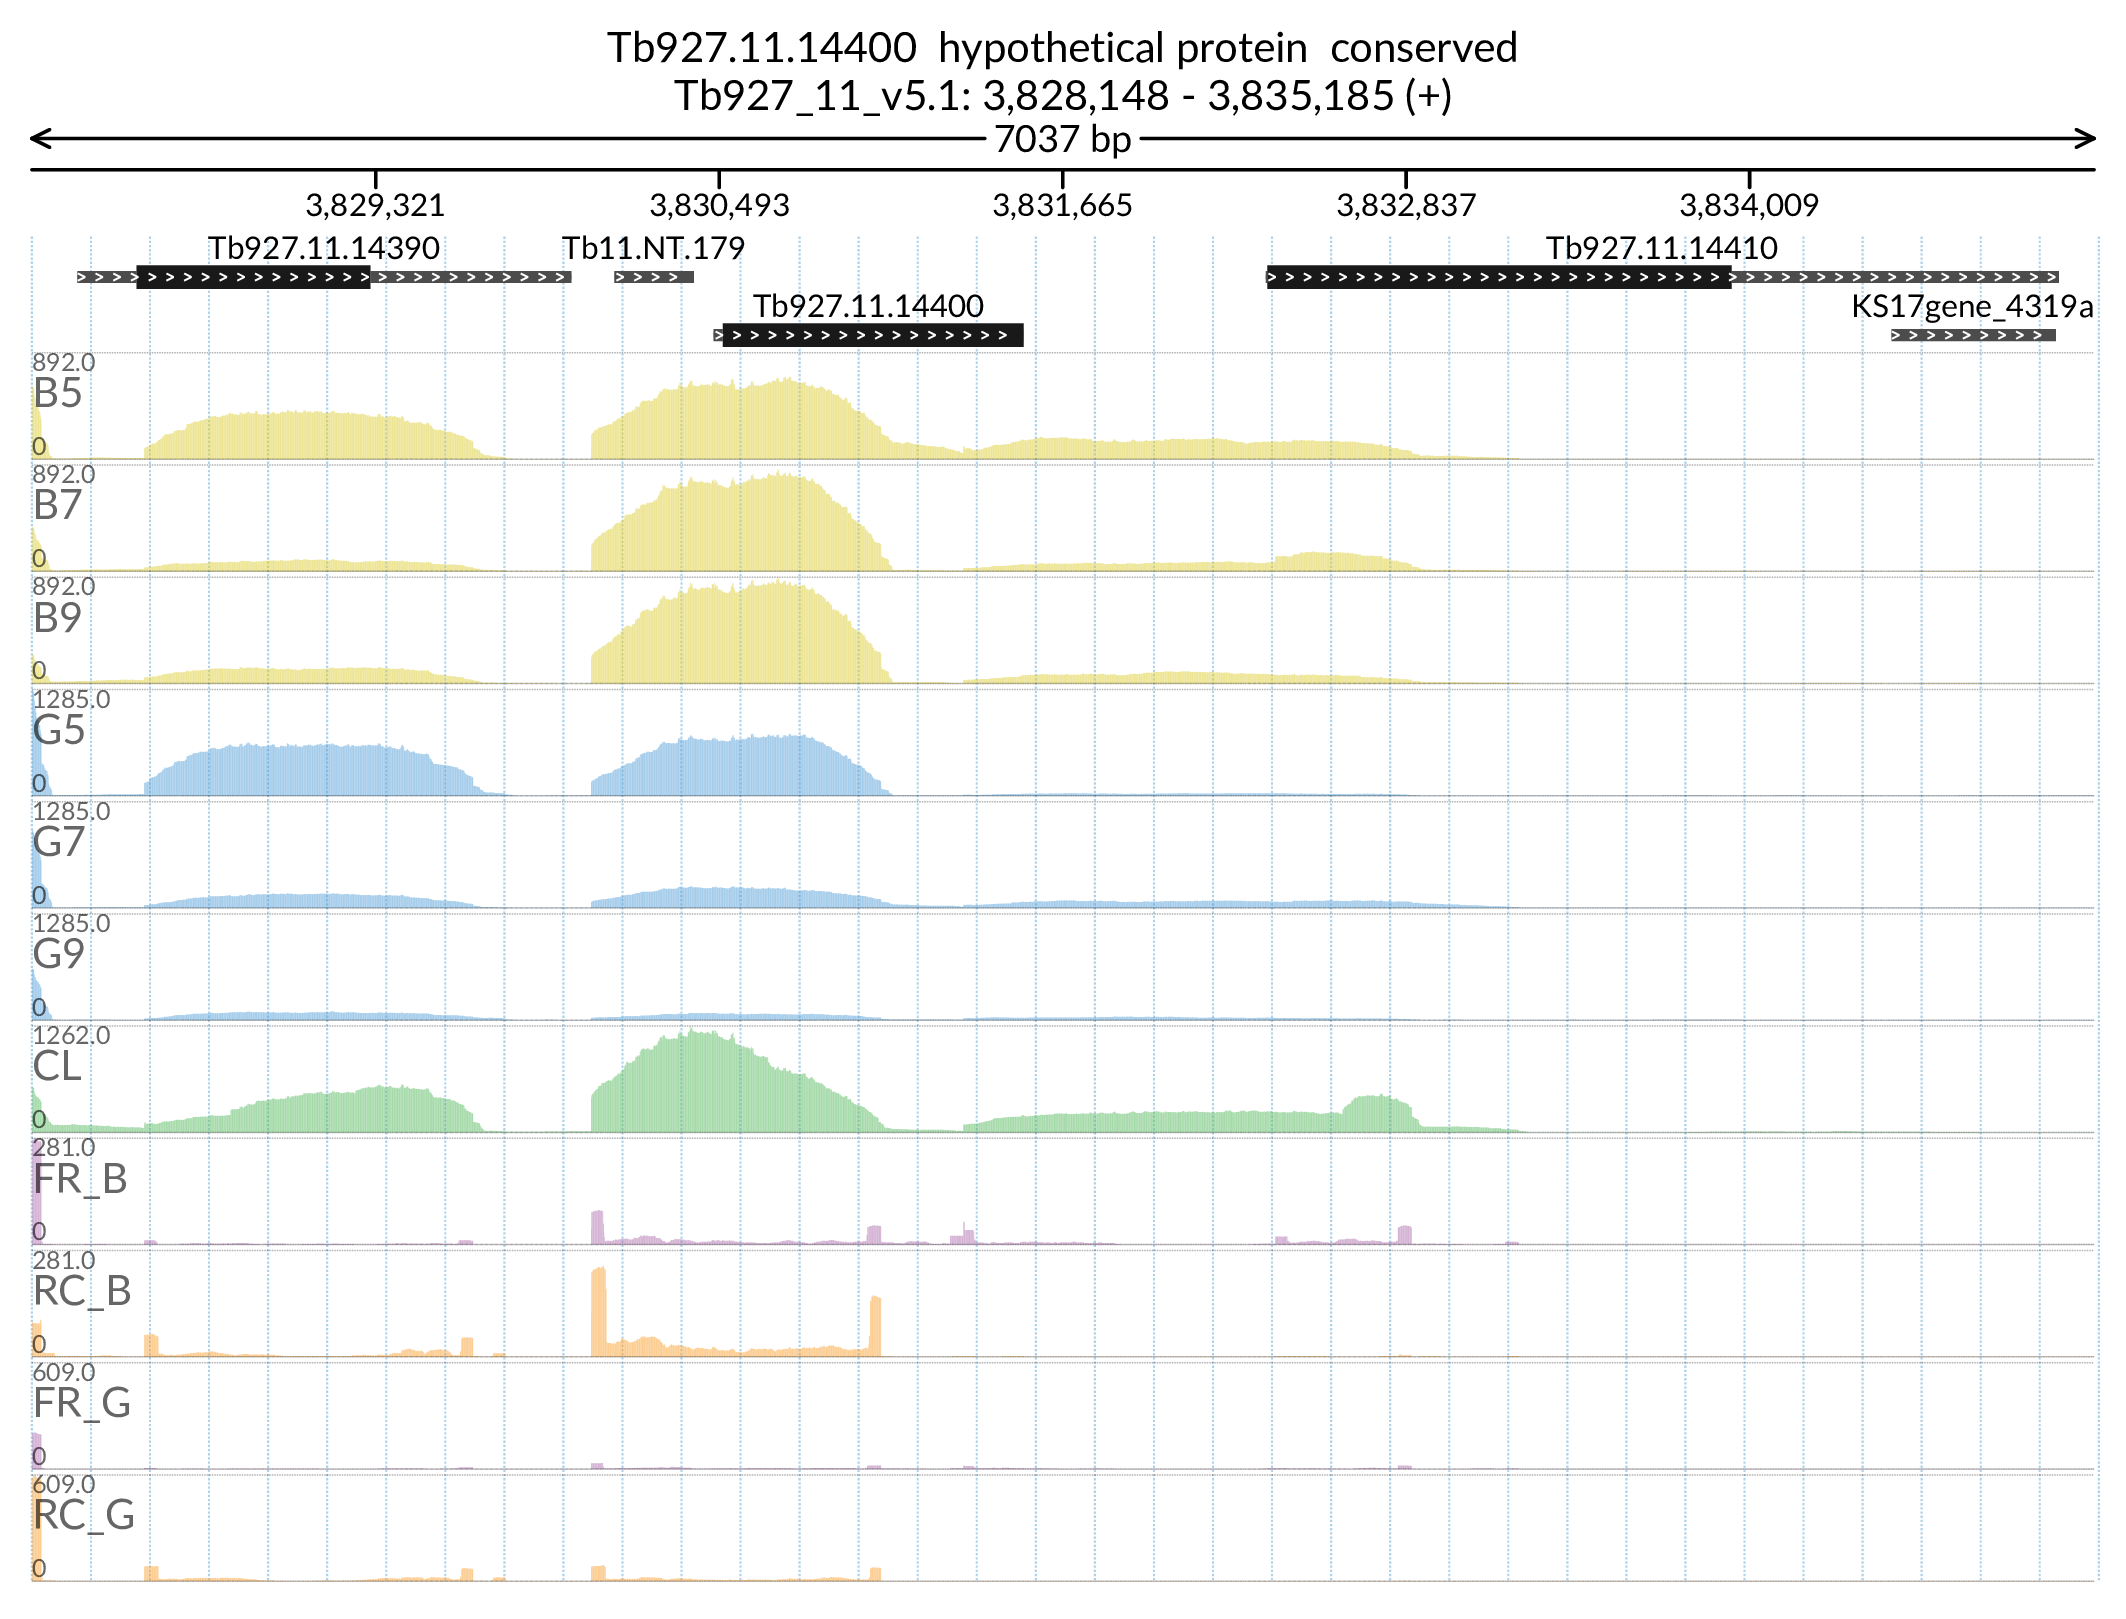 Tb927.11.14400 hypothetical protein conserved
Tb927_11_v5.1: 3,828,148 - 3,835,185 (+)
7037 bp
3,829,321 3,830,493 3,831,665 3,832,837 3,834,009
Tb927.11.14390 Tb11.NT.179 Tb927.11.14410
Tb927.11.14400 KS17gene_4319a
892.0
B5
0
892.0
B7
0
892.0
B9
0
1285.0
G5
0
1285.0
G7
0
1285.0
G9
0
1262.0
CL
0
281.0
FR_B
0
281.0
RC_B
0
609.0
FR_G
0
609.0
RC_G
0